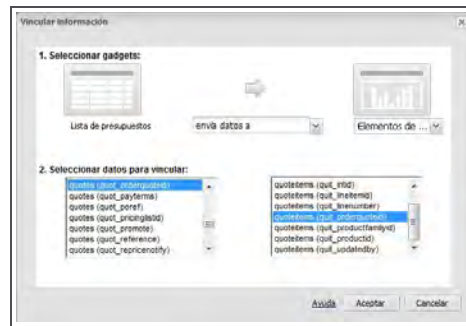 Vincular Información
1. Seleccionar gadgets:
Lista de presupuestos
envía datos a
Elementos de ...
2. Seleccionar datos para vincular:
quotes (quot_orderquoteid)
quotes (quot_payterms)
quotes (quot_poref)
quotes (quot_pricinglistid)
quotes (quot_promote)
quotes (quot_reference)
quotes (quot_repricenotify)
quoteitems (quit_intid)
quoteitems (quit_lineitemid)
quoteitems (quit_linenumber)
quoteitems (quit_orderquoteid)
quoteitems (quit_productfamilyid)
quoteitems (quit_productid)
quoteitems (quit_updatedby)
Ayuda
Aceptar
Cancelar